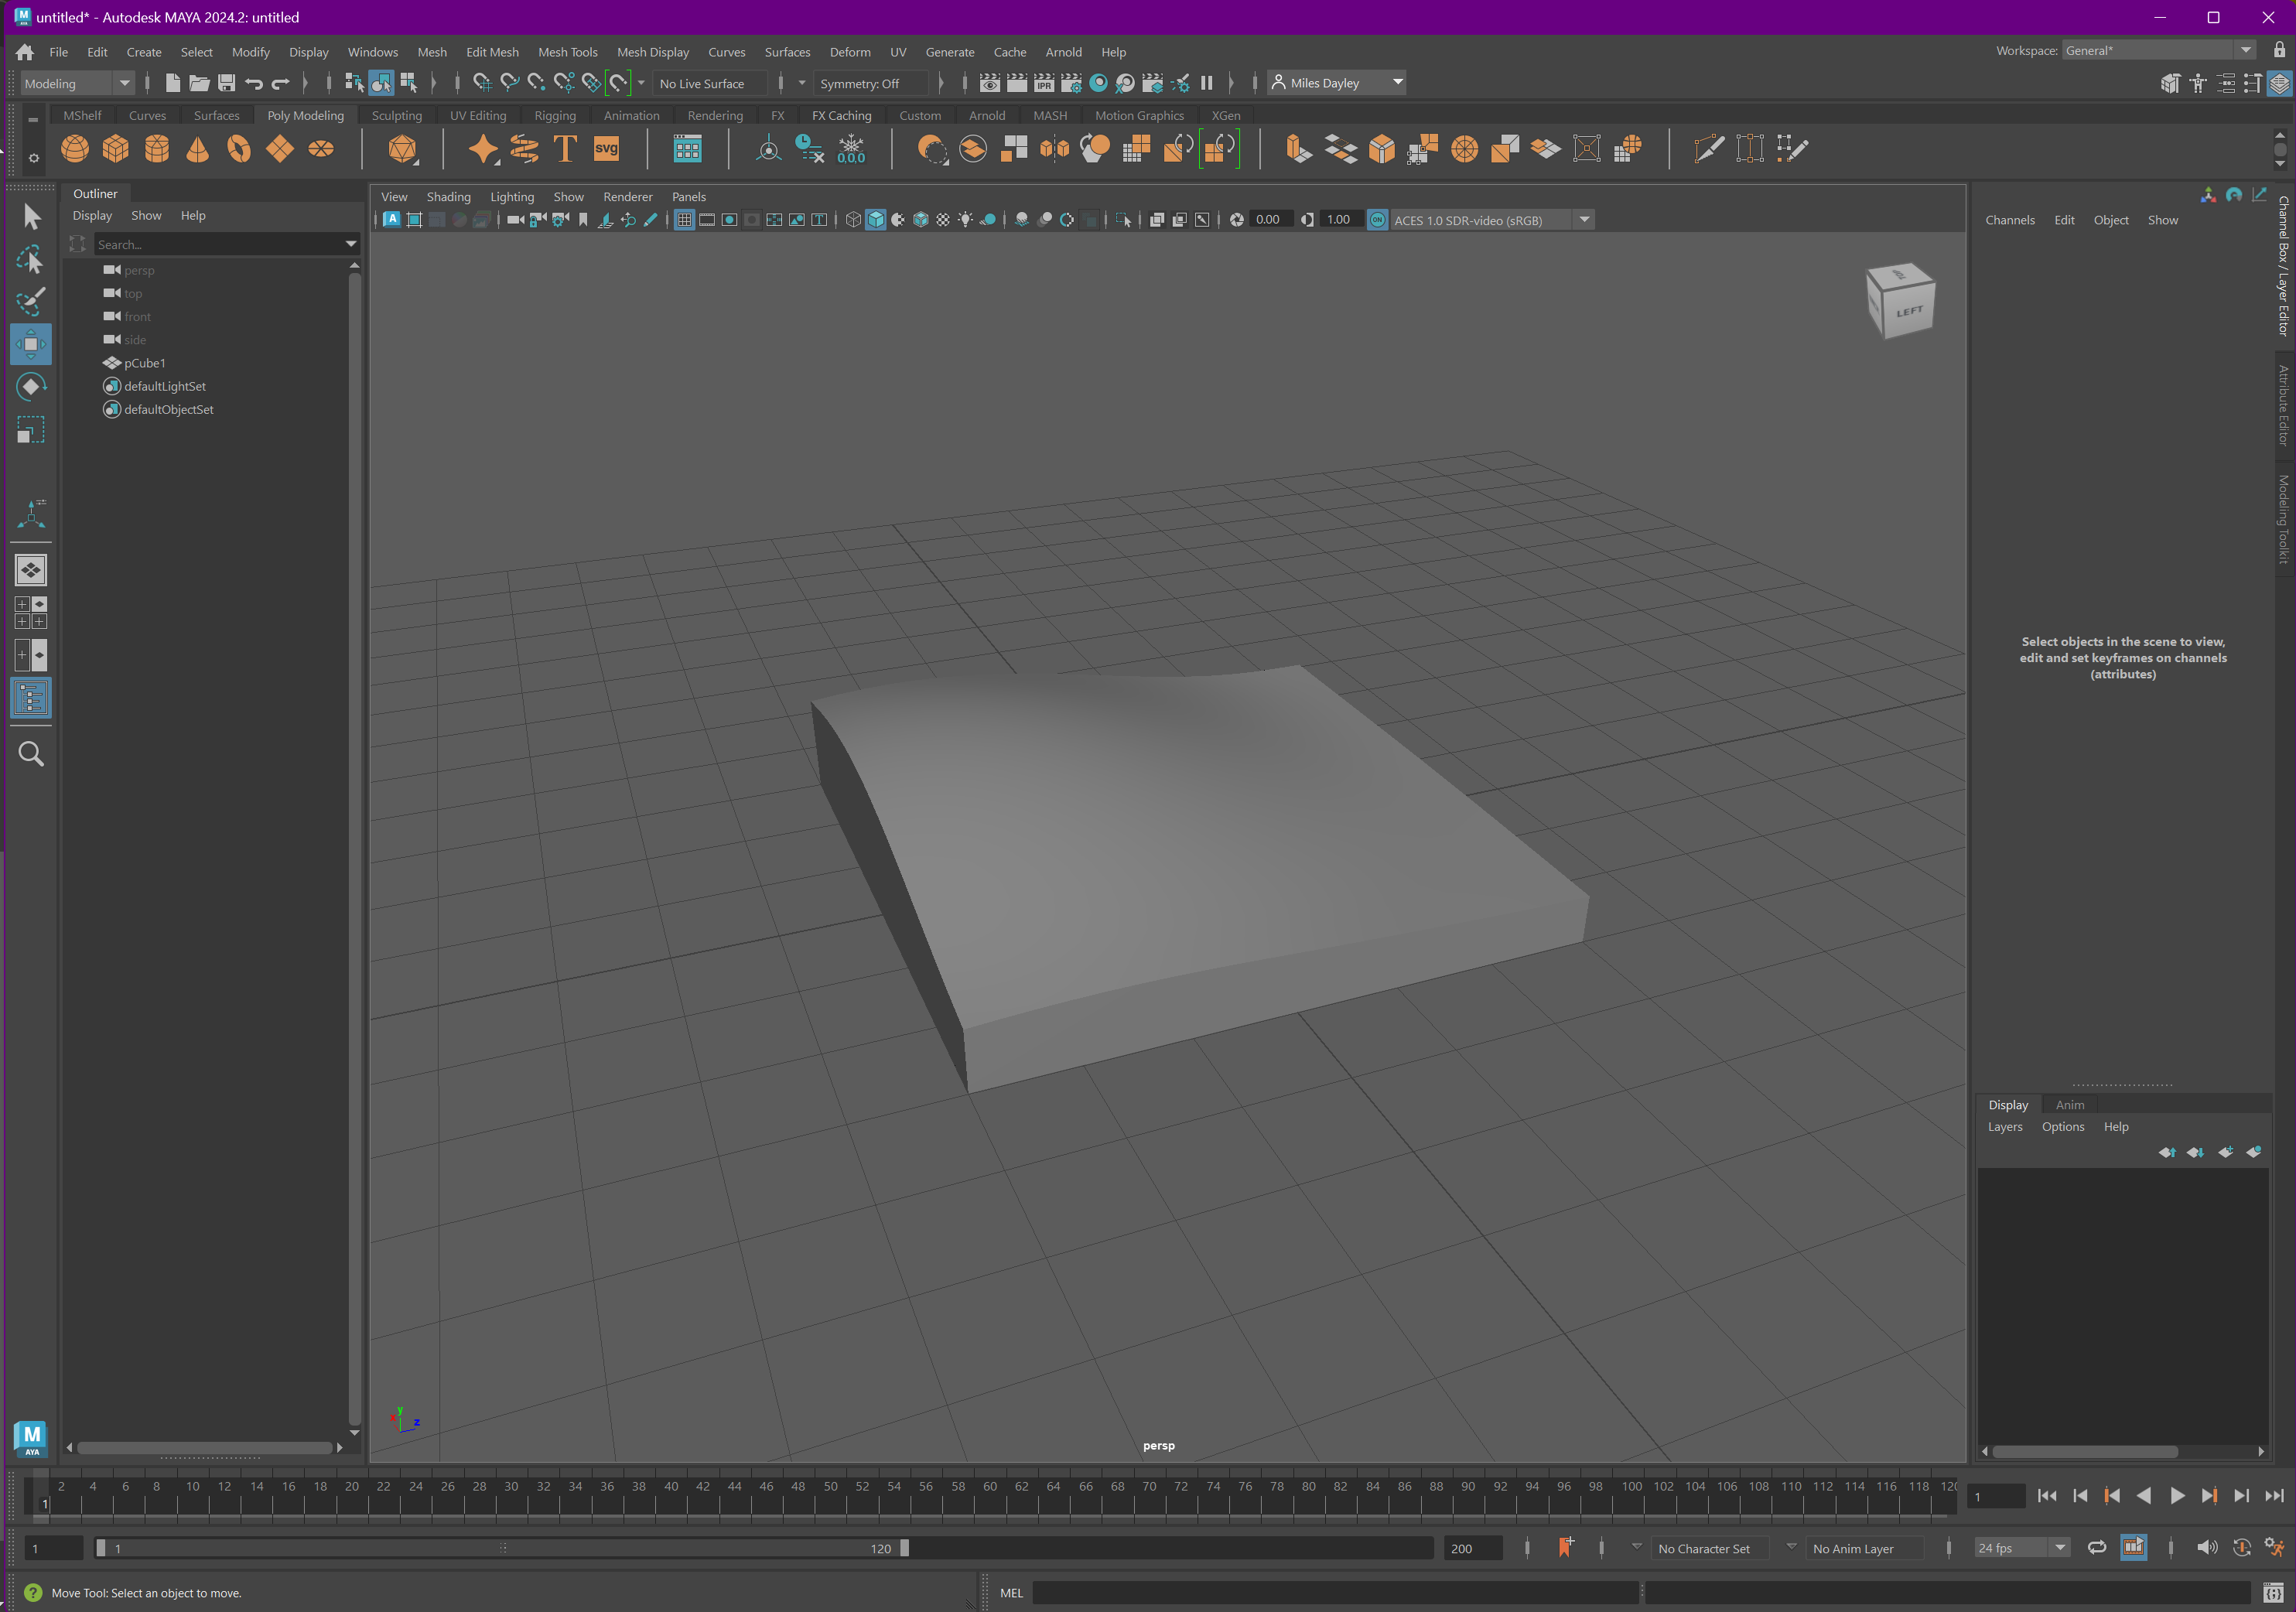 untitled* - Autodesk MAYA 2024.2: untitled
File Edit Create Select Modify Display Windows Mesh Edit Mesh Mesh Tools Mesh Display Curves Surfaces Deform UV Generate Cache Arnold Help
Workspace: General*
Modeling
No Live Surface
Symmetry: Off
IPR
Miles Dayley
MShelf Curves Surfaces Poly Modeling Sculpting UV Editing Rigging Animation Rendering FX FX Caching Custom Arnold MASH Motion Graphics XGen
T
svg
0,0,0
Outliner
Display Show Help
Search...
persp
top
front
side
pCube1
defaultLightSet
defaultObjectSet
View Shading Lighting Show Renderer Panels
0.00
1.00
ON
ACES 1.0 SDR-video (sRGB)
TOP
LEFT
y
x
z
persp
Channels Edit Object Show
Select objects in the scene to view,
edit and set keyframes on channels
(attributes)
Channel Box / Layer Editor
Attribute Editor
Modeling Toolkit
Display Anim
Layers Options Help
M
AYA
2 4 6 8 10 12 14 16 18 20 22 24 26 28 30 32 34 36 38 40 42 44 46 48 50 52 54 56 58 60 62 64 66 68 70 72 74 76 78 80 82 84 86 88 90 92 94 96 98 100 102 104 106 108 110 112 114 116 118 120
1
1
1
1
120
200
No Character Set
No Anim Layer
24 fps
Move Tool: Select an object to move.
MEL